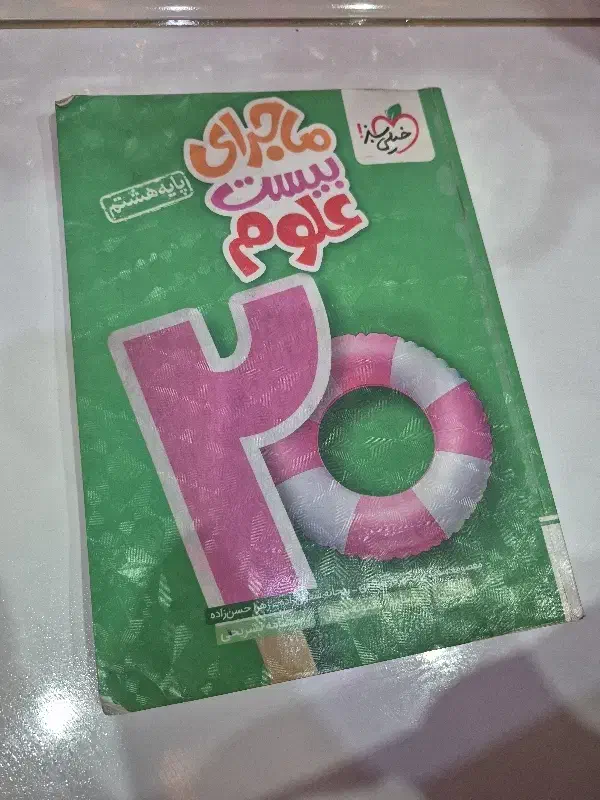 خیلی سبز
ماجرای
بیست
علوم
پایه هشتم
۲۰
حسن‌زاده